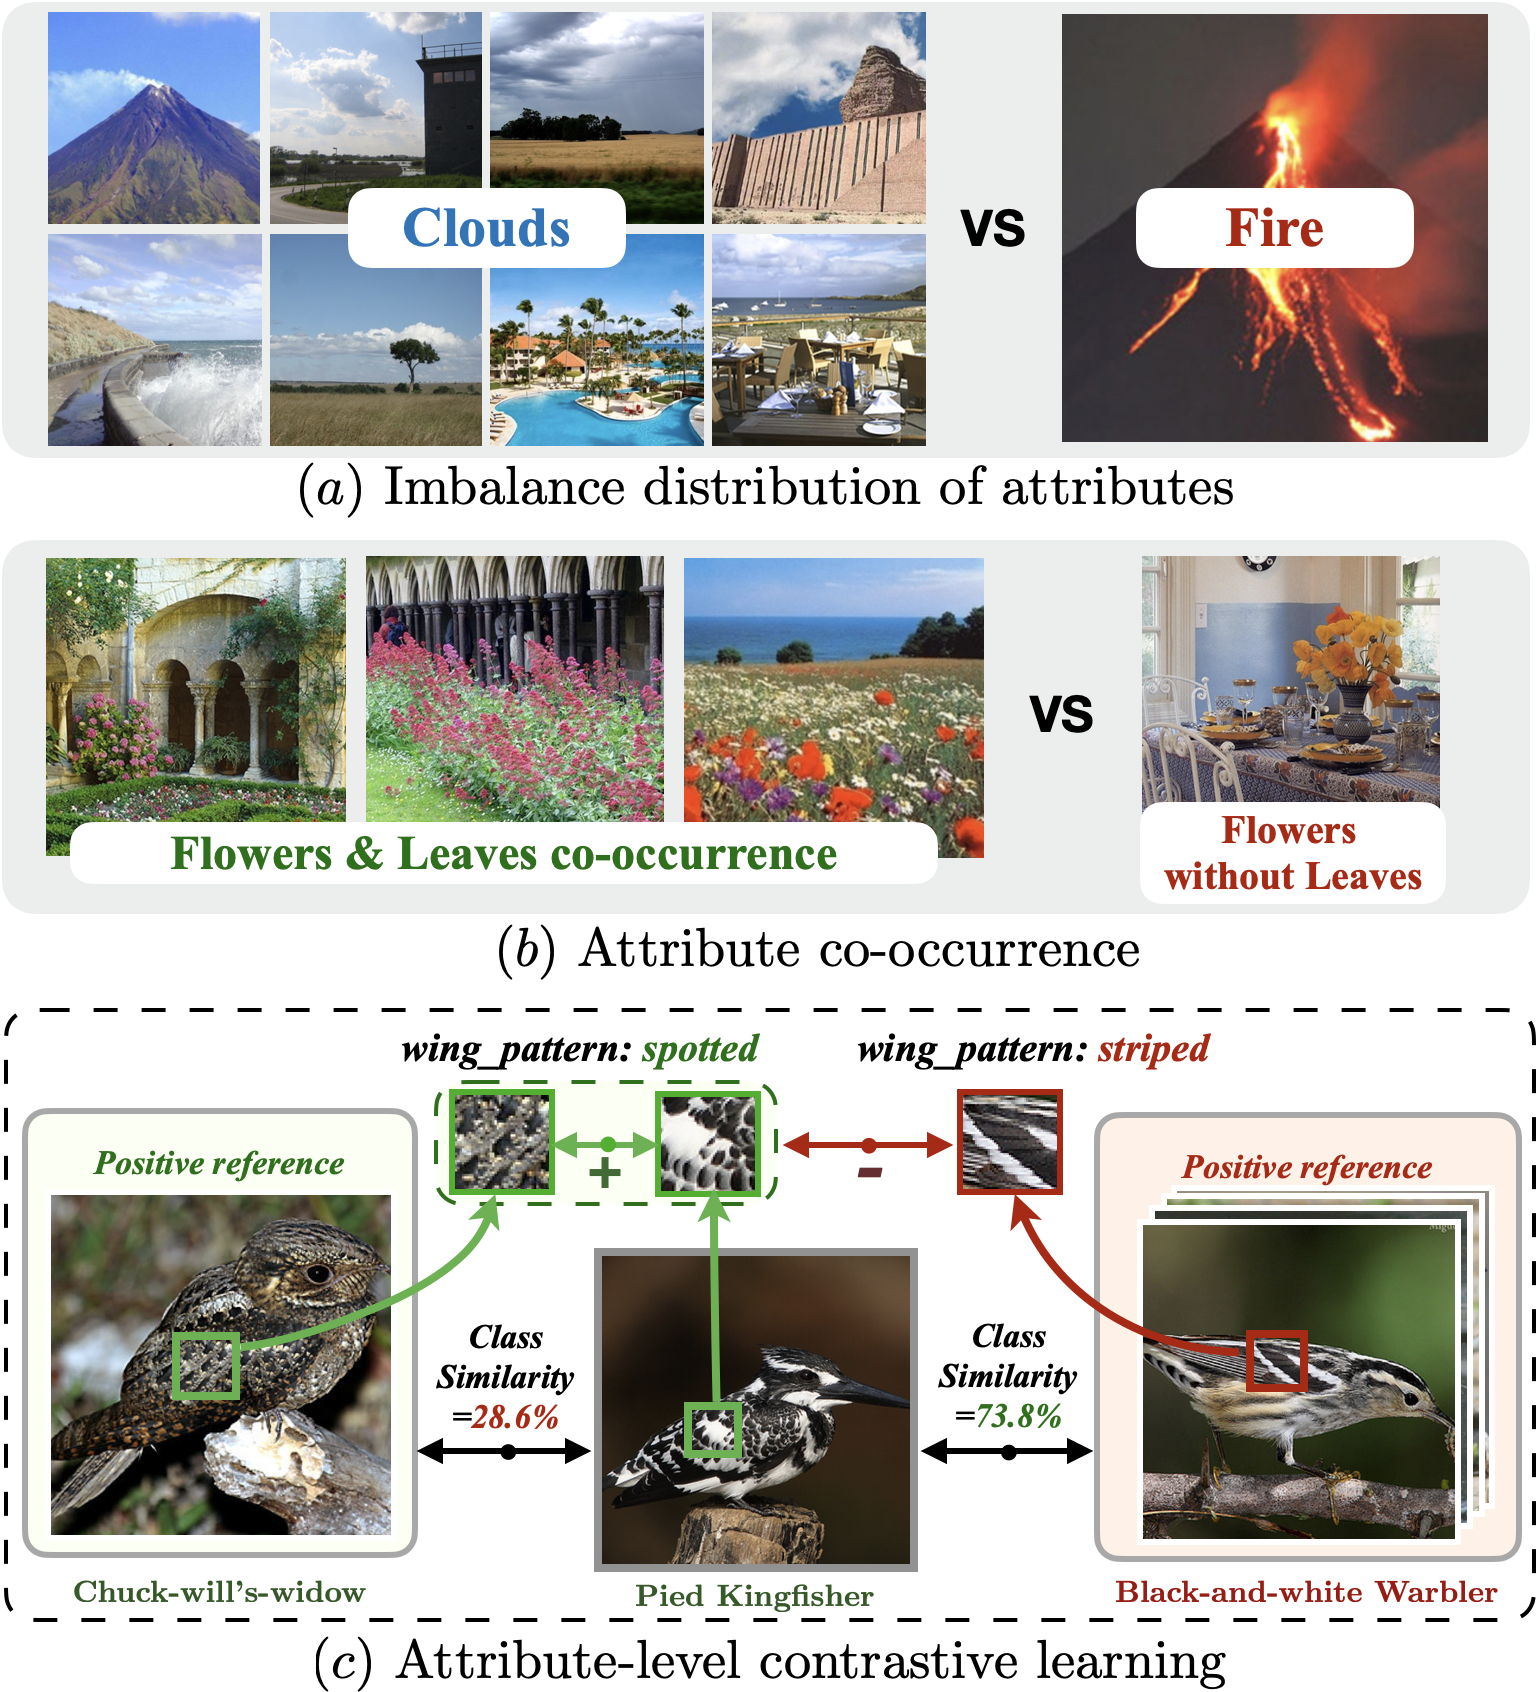 Clouds
vs
Fire
(a) Imbalance distribution of attributes
Flowers & Leaves co-occurrence
vs
Flowers
without Leaves
(b) Attribute co-occurrence
wing_pattern: spotted
wing_pattern: striped
Positive reference
+
-
Positive reference
Class
Similarity
=28.6%
Class
Similarity
=73.8%
Chuck-will's-widow
Pied Kingfisher
Black-and-white Warbler
(c) Attribute-level contrastive learning